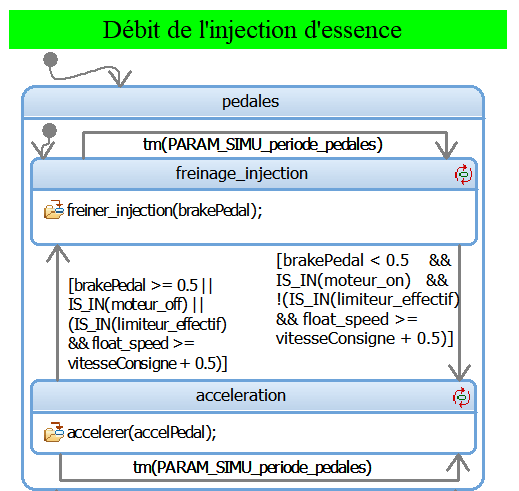 Débit de l'injection d'essence
pedales
tm(PARAM_SIMU_periode_pedales)
freinage_injection
freiner_injection(brakePedal);
[brakePedal >= 0.5 ||
IS_IN(moteur_off) ||
(IS_IN(limiteur_effectif)
&& float_speed >=
vitesseConsigne + 0.5)]
[brakePedal < 0.5 &&
IS_IN(moteur_on) &&
!(IS_IN(limiteur_effectif)
&& float_speed >=
vitesseConsigne + 0.5)]
acceleration
accelerer(accelPedal);
tm(PARAM_SIMU_periode_pedales)